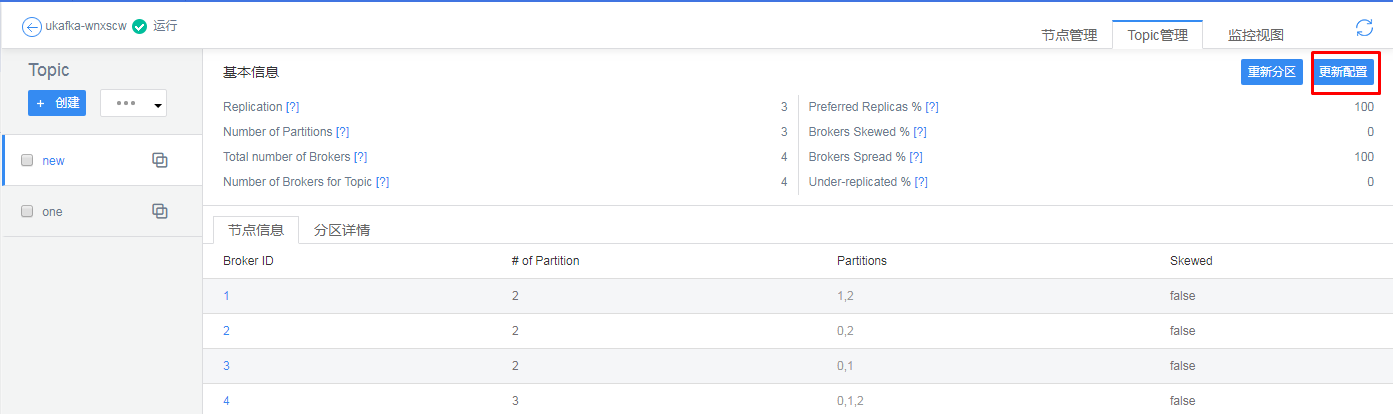 ukafka-wnxscw 运行
节点管理 Topic管理 监控视图
Topic
+ 创建
new
one
基本信息 重新分区 更新配置
Replication [?] 3 Preferred Replicas % [?] 100
Number of Partitions [?] 3 Brokers Skewed % [?] 0
Total number of Brokers [?] 4 Brokers Spread % [?] 100
Number of Brokers for Topic [?] 4 Under-replicated % [?] 0
节点信息 分区详情
Broker ID # of Partition Partitions Skewed
1 2 1,2 false
2 2 0,2 false
3 2 0,1 false
4 3 0,1,2 false